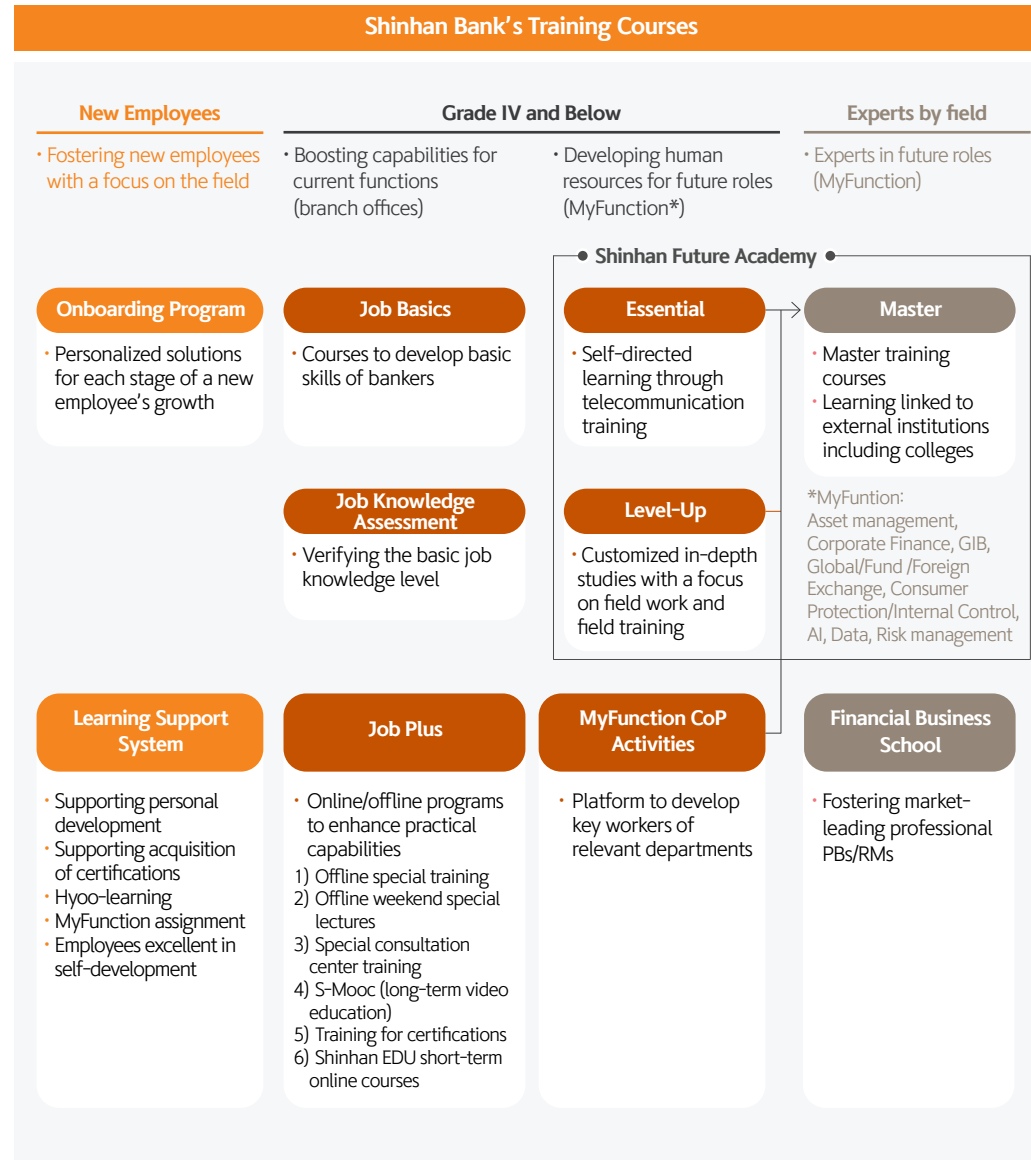 Shinhan Bank's Training Courses
New Employees
· Fostering new employees
with a focus on the field
Grade IV and Below
· Boosting capabilities for
current functions
(branch offices)
· Developing human
resources for future roles
(MyFunction*)
Experts by field
· Experts in future roles
(MyFunction)
Shinhan Future Academy
Onboarding Program
· Personalized solutions
for each stage of a new
employee's growth
Job Basics
· Courses to develop basic
skills of bankers
Essential
· Self-directed
learning through
telecommunication
training
Master
· Master training
courses
· Learning linked to
external institutions
including colleges
Job Knowledge
Assessment
· Verifying the basic job
knowledge level
Level-Up
· Customized in-depth
studies with a focus
on field work and
field training
*MyFuntion:
Asset management,
Corporate Finance, GIB,
Global/Fund /Foreign
Exchange, Consumer
Protection/Internal Control,
AI, Data, Risk management
Learning Support
System
· Supporting personal
development
· Supporting acquisition
of certifications
· Hyoo-learning
· MyFunction assignment
· Employees excellent in
self-development
Job Plus
· Online/offline programs
to enhance practical
capabilities
1) Offline special training
2) Offline weekend special
lectures
3) Special consultation
center training
4) S-Mooc (long-term video
education)
5) Training for certifications
6) Shinhan EDU short-term
online courses
MyFunction CoP
Activities
· Platform to develop
key workers of
relevant departments
Financial Business
School
· Fostering market-
leading professional
PBs/RMs